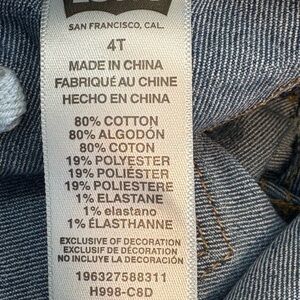 SAN FRANCISCO, CAL.
4T
MADE IN CHINA
FABRIQUÉ AU CHINE
HECHO EN CHINA
80% COTTON
80% ALGODÓN
80% COTON
19% POLYESTER
19% POLIÉSTER
19% POLIESTERE
1% ELASTANE
1% elastano
1% ÉLASTHANNE
EXCLUSIVE OF DECORATION
EXCLUSIF DE DÉCORATION
NO INCLUYE LA DECORACIÓN
196327588311
H998-C8D